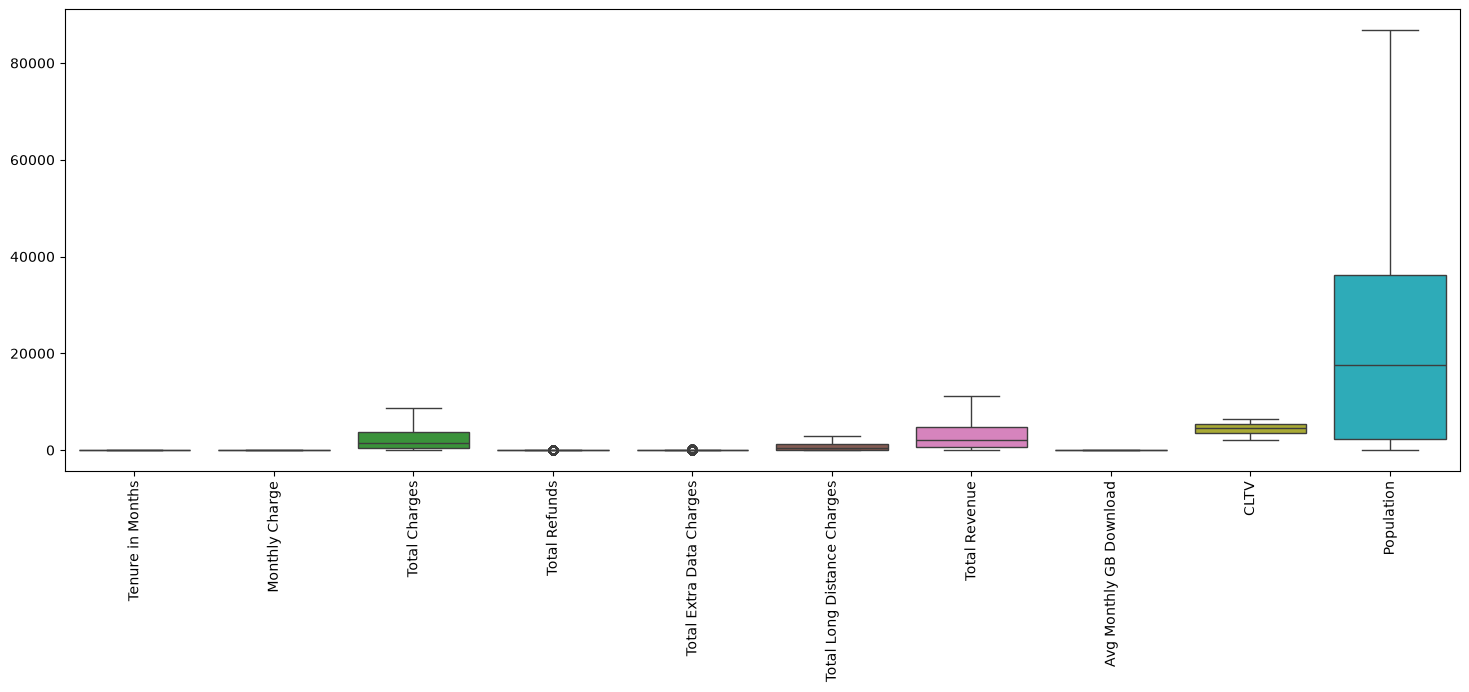 80000
60000
40000
20000
0
Tenure in Months
Monthly Charge
Total Charges
Total Refunds
Total Extra Data Charges
Total Long Distance Charges
Total Revenue
Avg Monthly GB Download
CLTV
Population